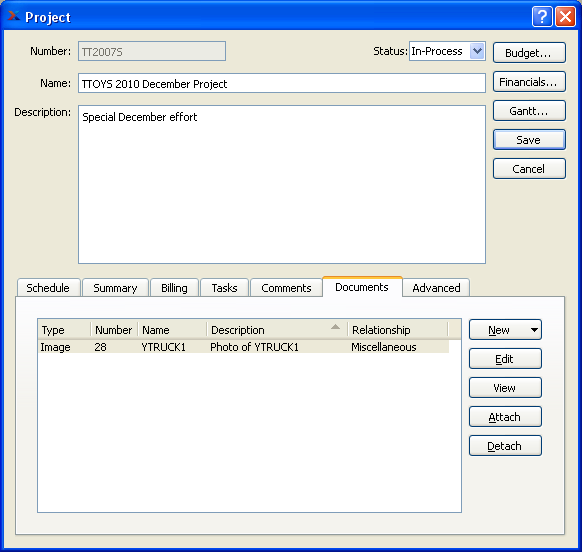 Project
Number: TT2007S Status: In-Process Budget...
Name: TTOYS 2010 December Project Financials...
Description: Special December effort Gantt...
Save
Cancel
Schedule Summary Billing Tasks Comments Documents Advanced
Type Number Name Description Relationship New
Image 28 YTRUCK1 Photo of YTRUCK1 Miscellaneous Edit
View
Attach
Detach